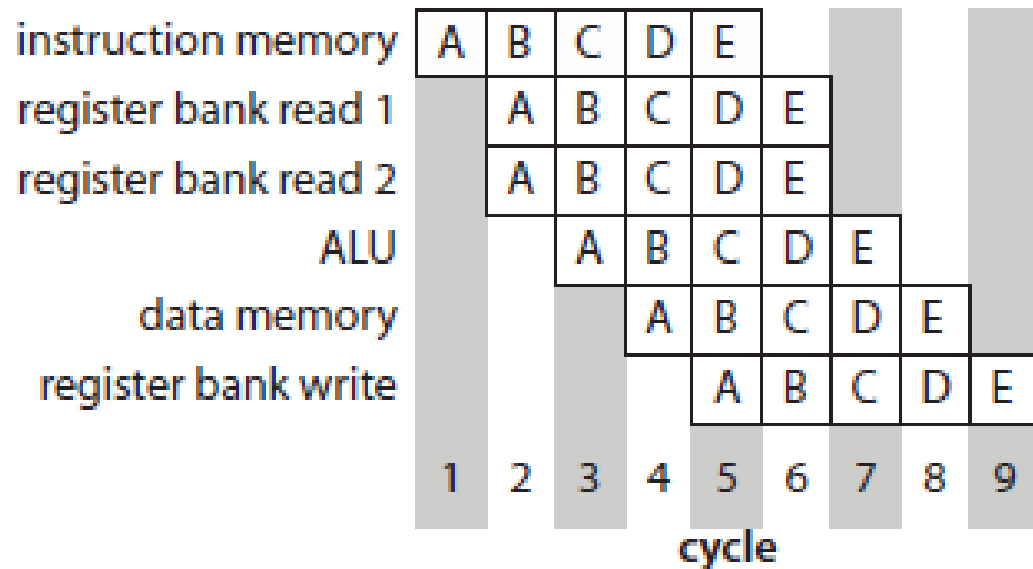 instruction memory A B C D E
register bank read 1 A B C D E
register bank read 2 A B C D E
ALU A B C D E
data memory A B C D E
register bank write A B C D E
1 2 3 4 5 6 7 8 9
cycle